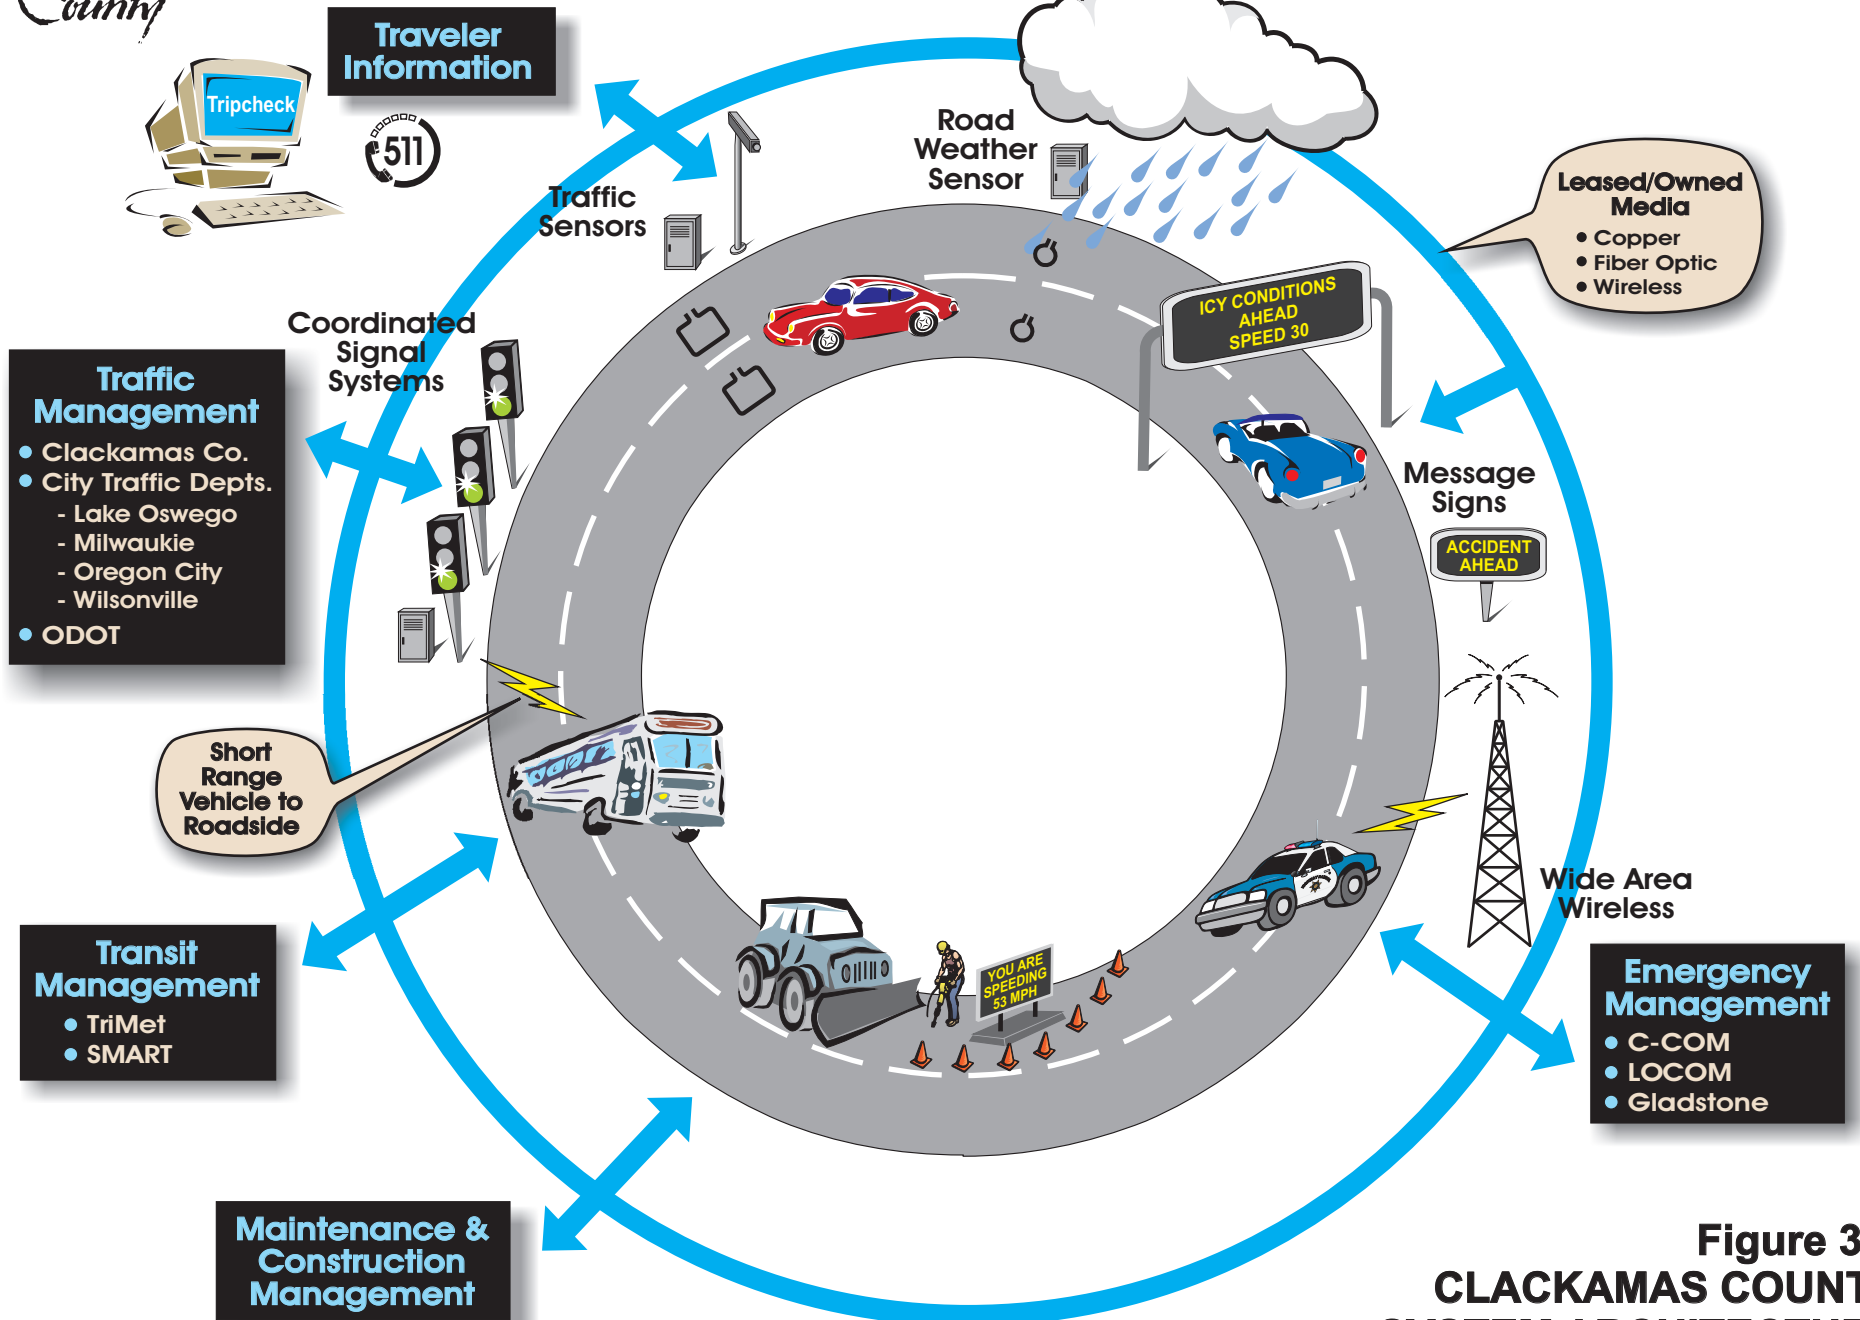 County
Traveler
Information
Tripcheck
511
Traffic
Sensors
Road
Weather
Sensor
Leased/Owned
Media
• Copper
• Fiber Optic
• Wireless
ICY CONDITIONS
AHEAD
SPEED 30
Coordinated
Signal
Systems
Traffic
Management
• Clackamas Co.
• City Traffic Depts.
- Lake Oswego
- Milwaukie
- Oregon City
- Wilsonville
• ODOT
Message
Signs
ACCIDENT
AHEAD
Short
Range
Vehicle to
Roadside
Wide Area
Wireless
Transit
Management
• TriMet
• SMART
YOU ARE
SPEEDING
53 MPH
Emergency
Management
• C-COM
• LOCOM
• Gladstone
Maintenance &
Construction
Management
Figure 3
CLACKAMAS COUNT